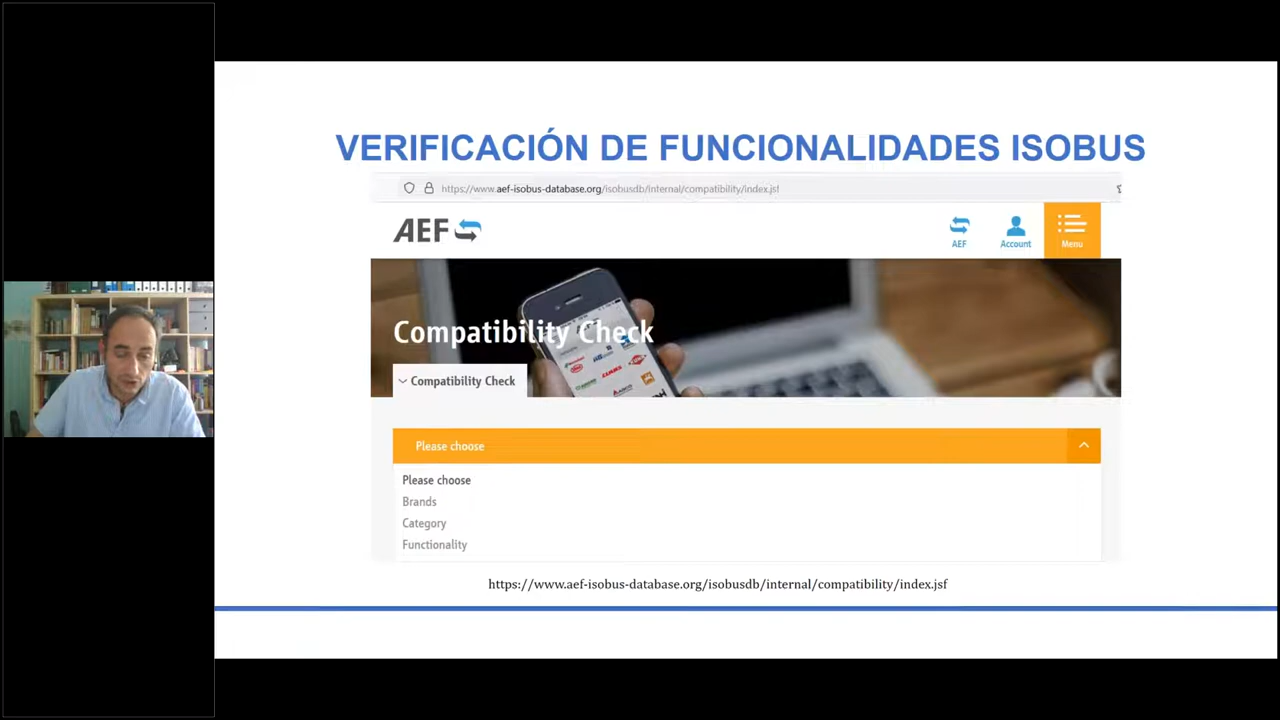 VERIFICACIÓN DE FUNCIONALIDADES ISOBUS
https://www.aef-isobus-database.org/isobusdb/internal/compatibility/index.jsf
AEF
AEF
Account
Menu
Compatibility Check
CLAAS
Compatibility Check
Please choose
Please choose
Brands
Category
Functionality
https://www.aef-isobus-database.org/isobusdb/internal/compatibility/index.jsf